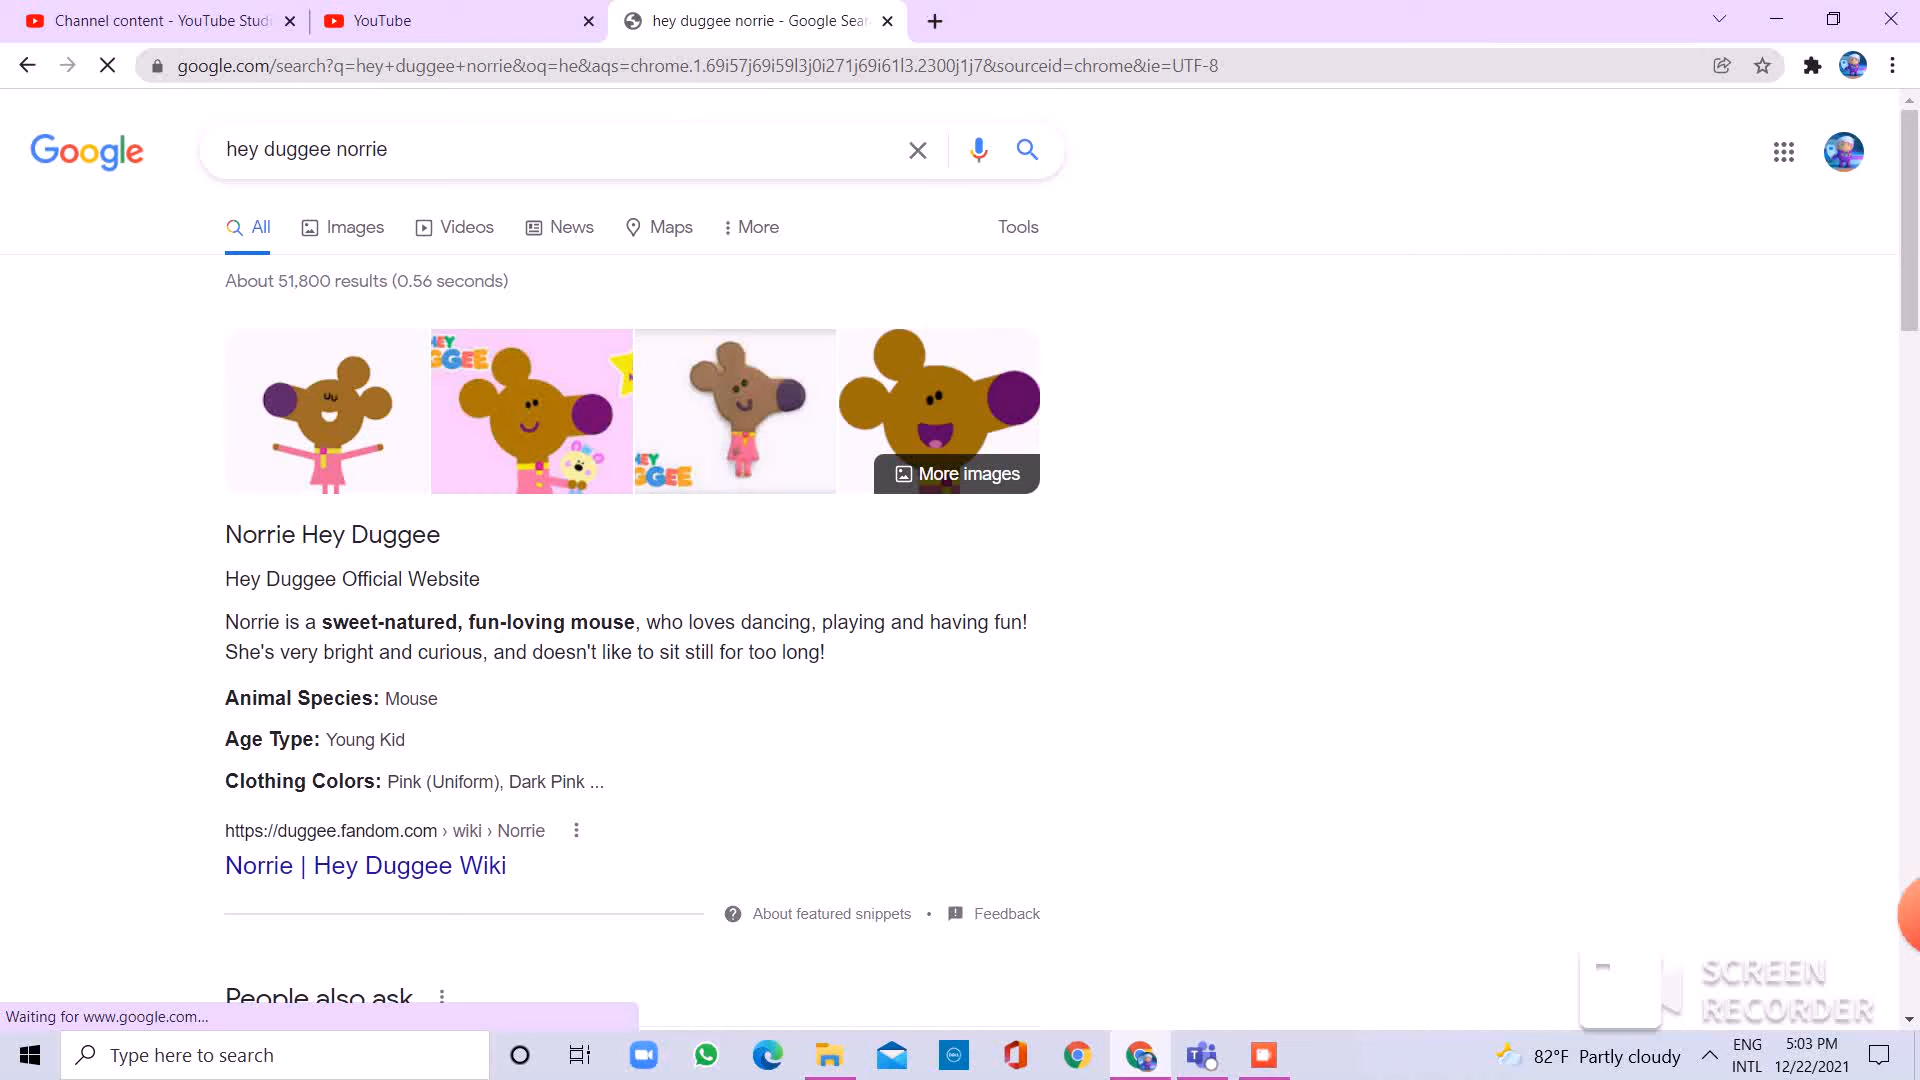 Channel content - YouTube Studi
YouTube
hey duggee norrie - Google Sear
google.com/search?q=hey+duggee+norrie&oq=he&aqs=chrome.1.69i57j69i59l3j0i271j69i61l3.2300j1j7&sourceid=chrome&ie=UTF-8
Google
hey duggee norrie
All
Images
Videos
News
Maps
More
Tools
About 51,800 results (0.56 seconds)
HEY
DUGGEE
HEY
DUGGEE
More images
Norrie Hey Duggee
Hey Duggee Official Website
Norrie is a sweet-natured, fun-loving mouse, who loves dancing, playing and having fun!
She's very bright and curious, and doesn't like to sit still for too long!
Animal Species: Mouse
Age Type: Young Kid
Clothing Colors: Pink (Uniform), Dark Pink ...
https://duggee.fandom.com › wiki › Norrie
Norrie | Hey Duggee Wiki
About featured snippets • Feedback
People also ask
Waiting for www.google.com...
SCREEN
RECORDER
Type here to search
DELL
82°F Partly cloudy
ENG
INTL
5:03 PM
12/22/2021